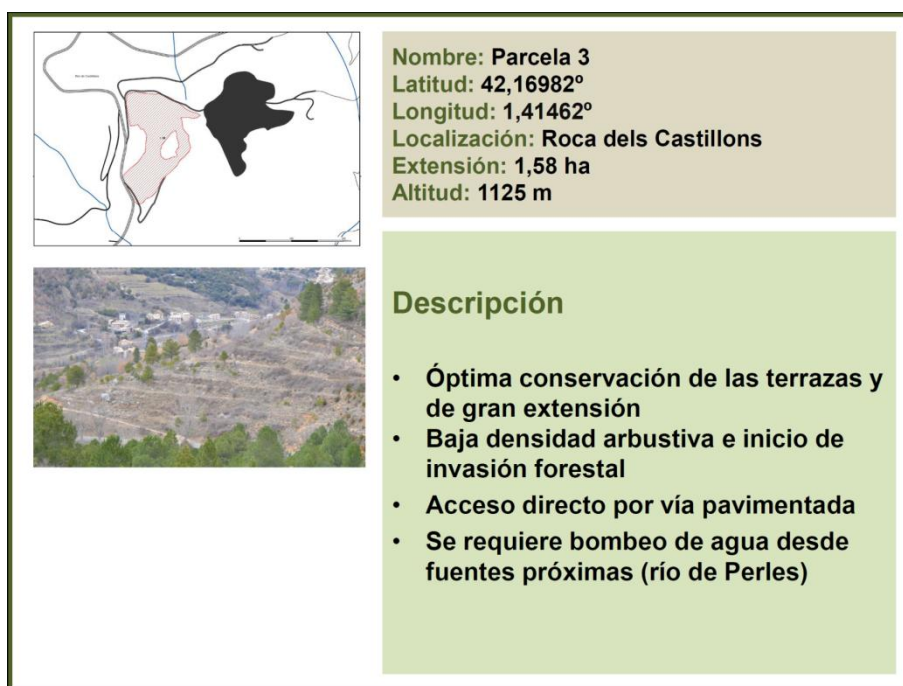 Nombre: Parcela 3
Latitud: 42,16982º
Longitud: 1,41462º
Localización: Roca dels Castillons
Extensión: 1,58 ha
Altitud: 1125 m
Descripción
• Óptima conservación de las terrazas y
de gran extensión
• Baja densidad arbustiva e inicio de
invasión forestal
• Acceso directo por vía pavimentada
• Se requiere bombeo de agua desde
fuentes próximas (río de Perles)